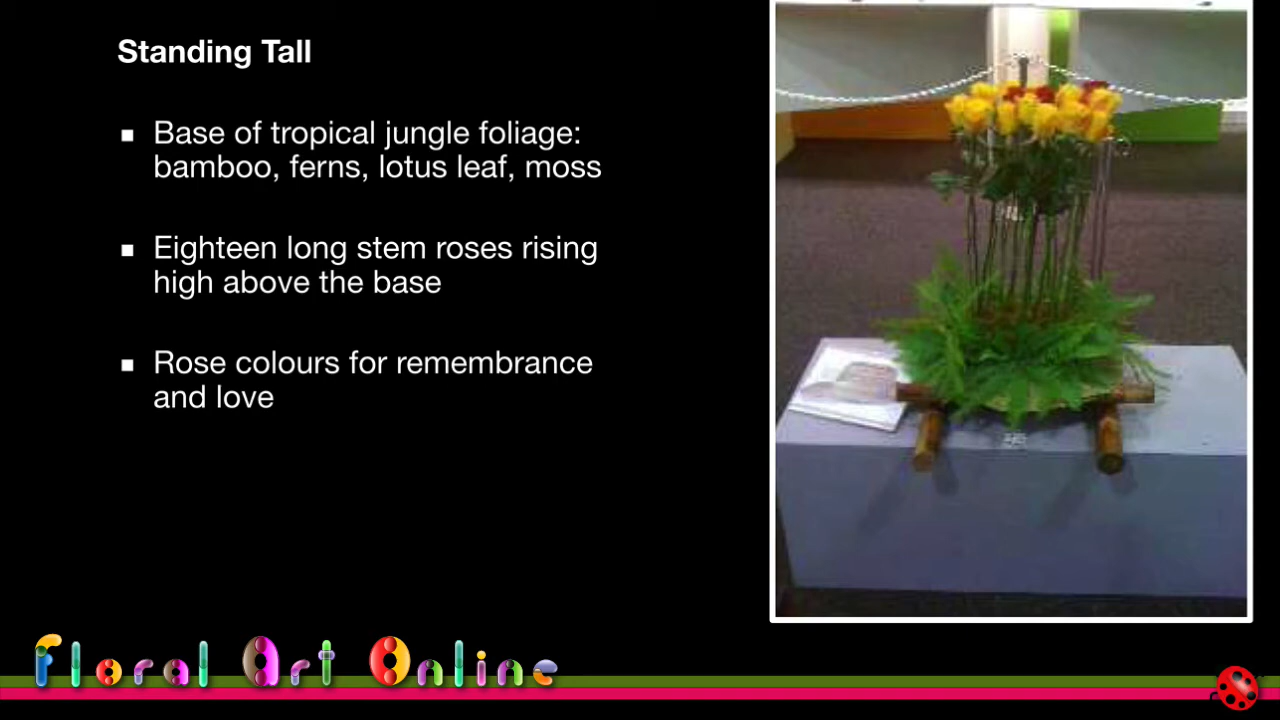 Standing Tall
▪ Base of tropical jungle foliage:
bamboo, ferns, lotus leaf, moss
▪ Eighteen long stem roses rising
high above the base
▪ Rose colours for remembrance
and love
Floral Art Online